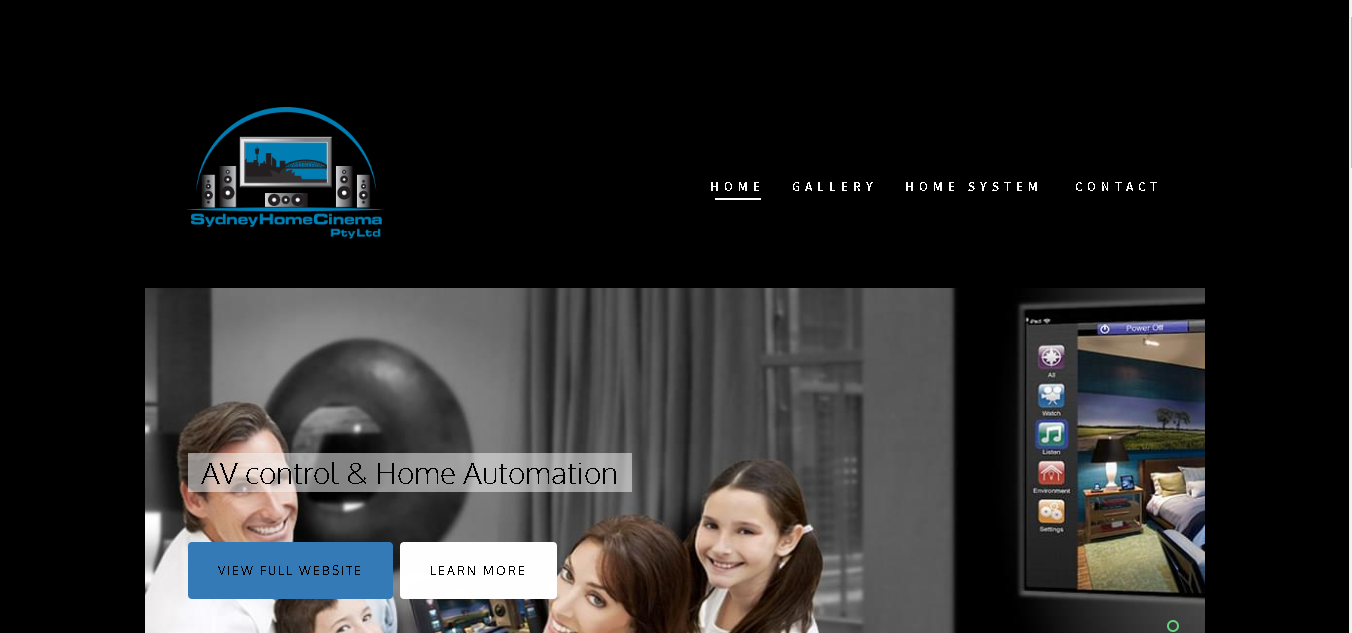 SydneyHomeCinema
Pty Ltd
HOME GALLERY HOME SYSTEM CONTACT
iPad
Power Off
All
Watch
Listen
Environment
Settings
AV control & Home Automation
VIEW FULL WEBSITE LEARN MORE